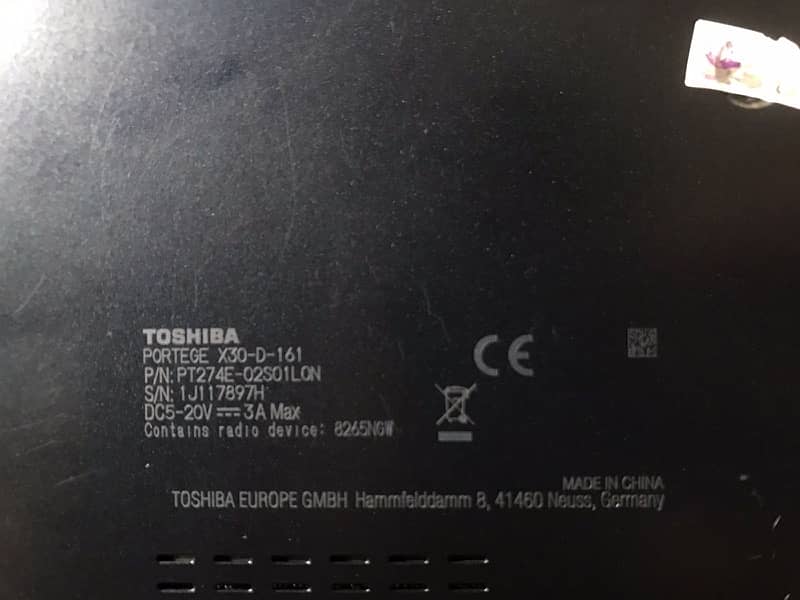 TOSHIBA
PORTEGE X30-D-161
P/N: PT274E-02S01LON
S/N: 1J117897H
DC5-20V ⎓ 3A Max
Contains radio device: 8265NGW
CE
MADE IN CHINA
TOSHIBA EUROPE GMBH Hammfelddamm 8, 41460 Neuss, Germany